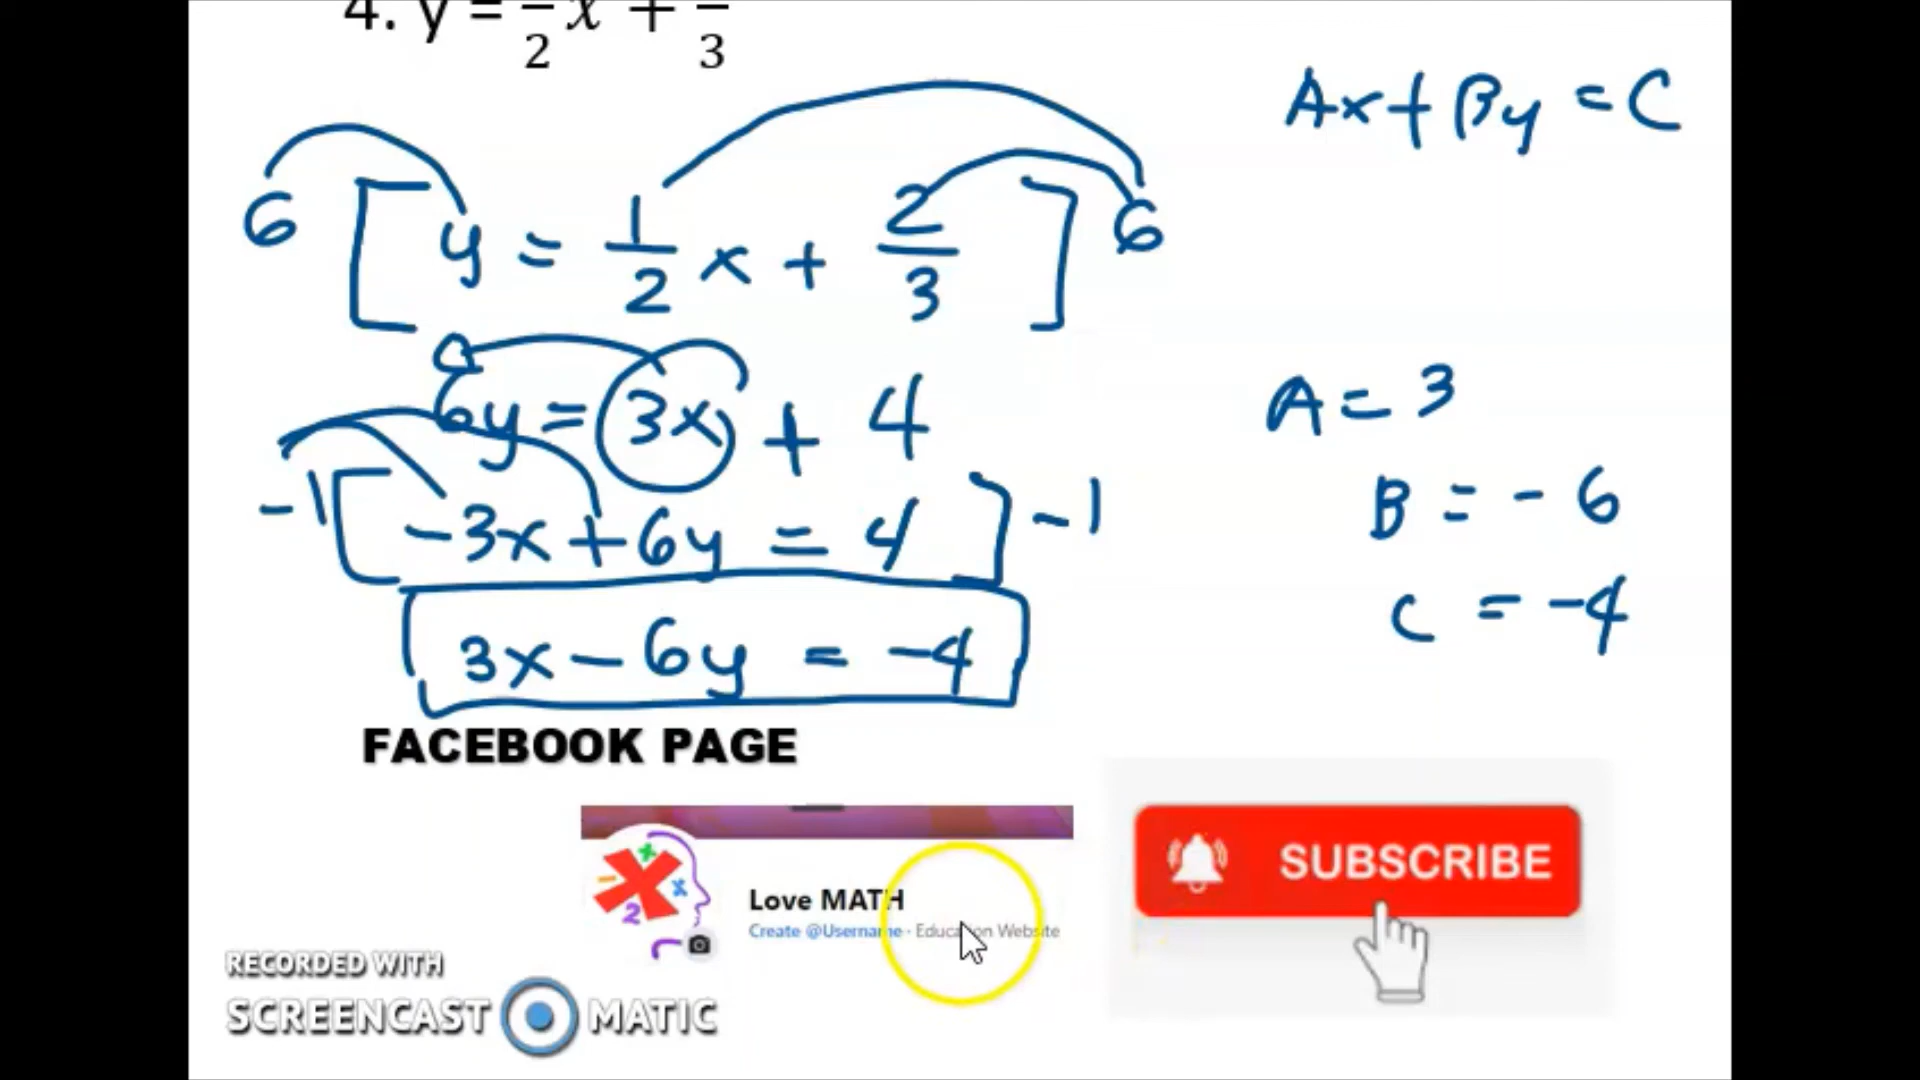 4. y = _/2 x + _/3
Ax + By = C
6 [ y = 1/2 x + 2/3 ] 6
6y = 3x + 4
A = 3
-1 [ -3x + 6y = 4 ] -1
B = -6
3x - 6y = -4
C = -4
FACEBOOK PAGE
Love MATH
Create @Username · Education Website
SUBSCRIBE
RECORDED WITH
SCREENCAST MATIC